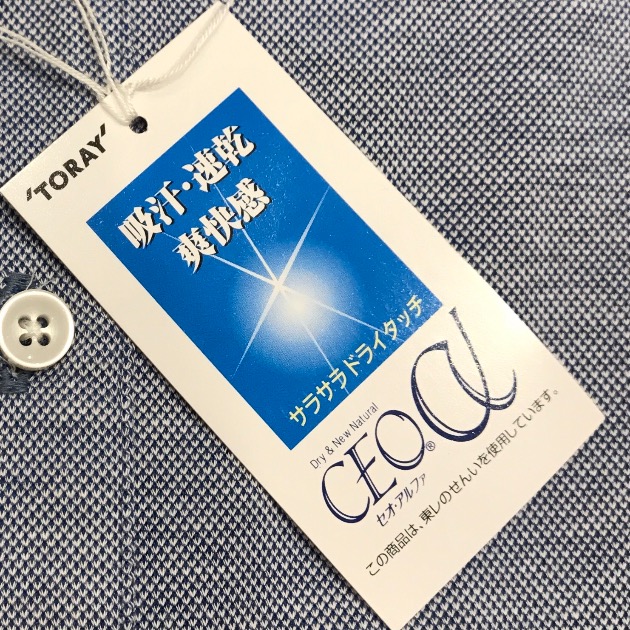 'TORAY'
吸汗・速乾
爽快感
サラサラドライタッチ
Dry & New Natural
CEOα®
セオ・アルファ
この商品は、東レのせんいを使用しています。